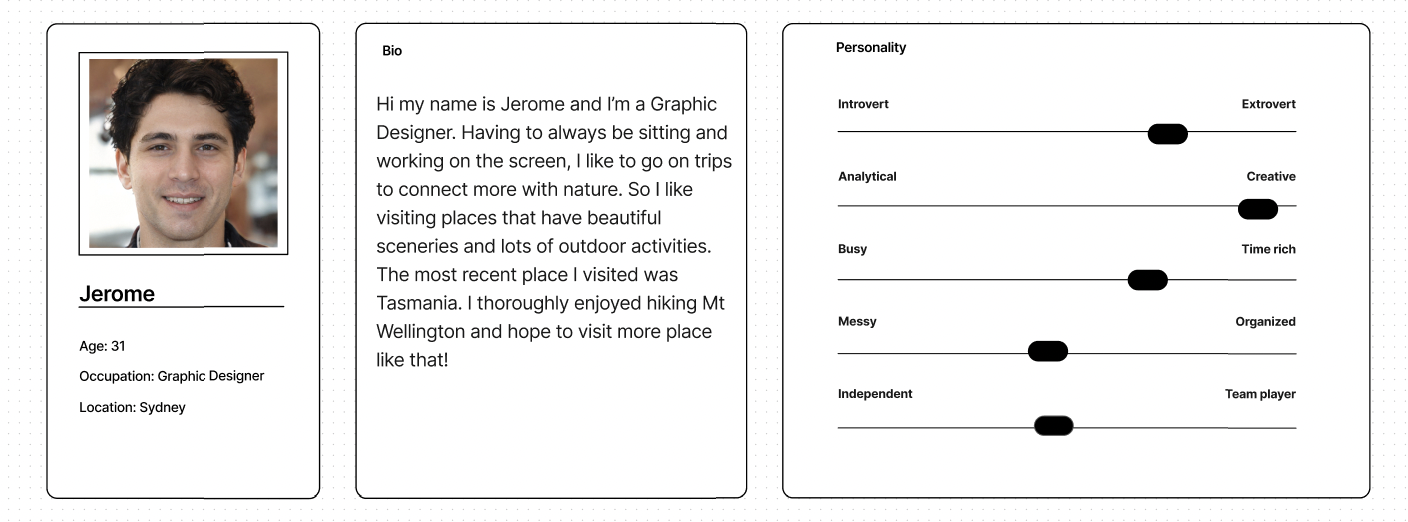 Jerome
Age: 31
Occupation: Graphic Designer
Location: Sydney
Bio
Hi my name is Jerome and I'm a Graphic
Designer. Having to always be sitting and
working on the screen, I like to go on trips
to connect more with nature. So I like
visiting places that have beautiful
sceneries and lots of outdoor activities.
The most recent place I visited was
Tasmania. I thoroughly enjoyed hiking Mt
Wellington and hope to visit more place
like that!
Personality
Introvert Extrovert
Analytical Creative
Busy Time rich
Messy Organized
Independent Team player